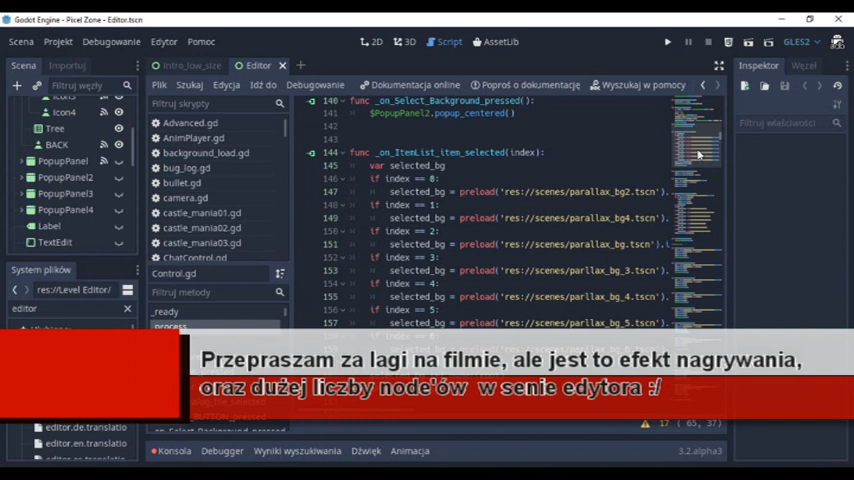 Godot Engine - Pixel Zone - Editor.tscn
Scena Projekt Debugowanie Edytor Pomoc
2D 3D Script AssetLib
GLES2
Scena Importuj
intro_low_size Editor
Inspektor Węzeł
Filtruj węzły
Plik Szukaj Edycja Idź do Debugowanie
Dokumentacja online Poproś o dokumentację Wyszukaj w pomocy
Filtruj skrypty
Filtruj właściwości
Icon4
Tree
BACK
PopupPanel
PopupPanel2
PopupPanel3
PopupPanel4
Label
TextEdit
System plików
res://Level Editor/
editor
editor.de.translatio
editor.en.translatio
Advanced.gd
AnimPlayer.gd
background_load.gd
bug_log.gd
bullet.gd
camera.gd
castle_mania01.gd
castle_mania02.gd
castle_mania03.gd
ChatControl.gd
Control.gd
Filtruj metody
_ready
_process
140 func _on_Select_Background_pressed():
141 $PopupPanel2.popup_centered()
142
143
144 func _on_ItemList_item_selected(index):
145 var selected_bg
146 if index == 0:
147 selected_bg = preload('res://scenes/parallax_bg2.tscn').
148 if index == 1:
149 selected_bg = preload('res://scenes/parallax_bg4.tscn').
150 if index == 2:
151 selected_bg = preload('res://scenes/parallax_bg.tscn').i
152 if index == 3:
153 selected_bg = preload('res://scenes/parallax_bg_3.tscn').
154 if index == 4:
155 selected_bg = preload('res://scenes/parallax_bg_4.tscn').
156 if index == 5:
157 selected_bg = preload('res://scenes/parallax_bg_5.tscn').
Przepraszam za lagi na filmie, ale jest to efekt nagrywania,
oraz dużej liczby node'ów w senie edytora :/
17 ( 65, 37)
Konsola Debugger Wyniki wyszukiwania Dźwięk Animacja
3.2.alpha3